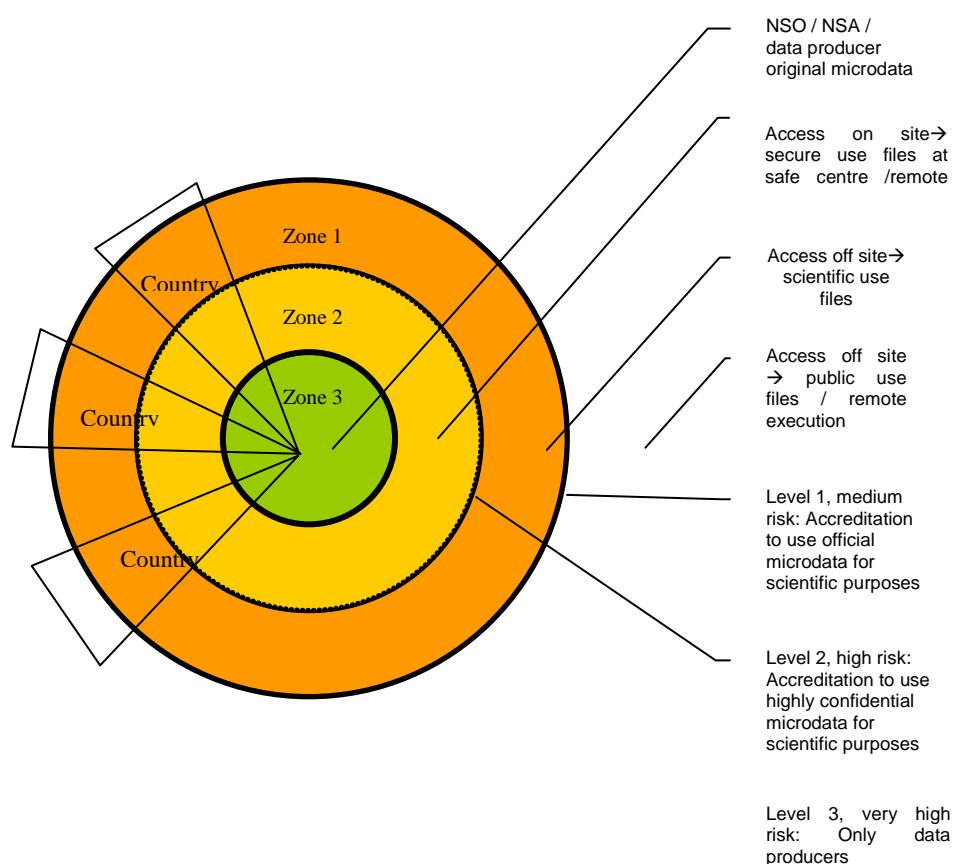 NSO / NSA /
data producer
original microdata
Access on site→
secure use files at
safe centre /remote
Zone 1
Access off site→
scientific use
files
Country
Zone 2
Access off site
→ public use
files / remote
execution
Zone 3
Country
Level 1, medium
risk: Accreditation
to use official
microdata for
scientific purposes
Country
Level 2, high risk:
Accreditation to use
highly confidential
microdata for
scientific purposes
Level 3, very high
risk: Only data
producers